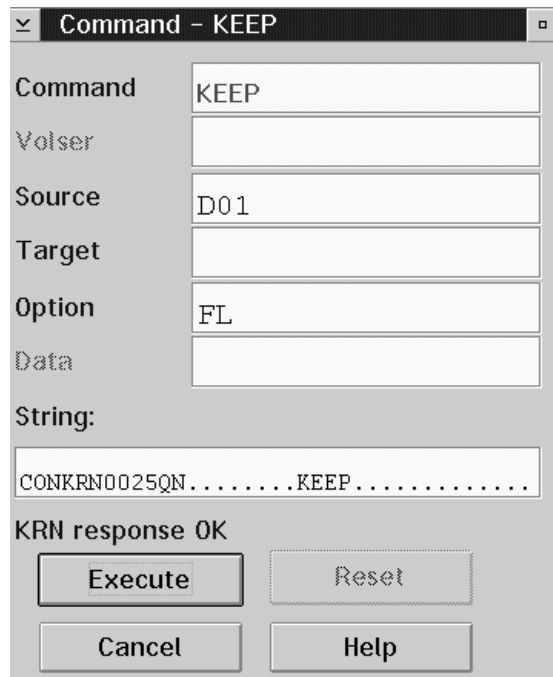 Command - KEEP
Command KEEP
Volser
Source D01
Target
Option FL
Data
String:
CONKRN0025QN........KEEP.............
KRN response OK
Execute Reset
Cancel Help